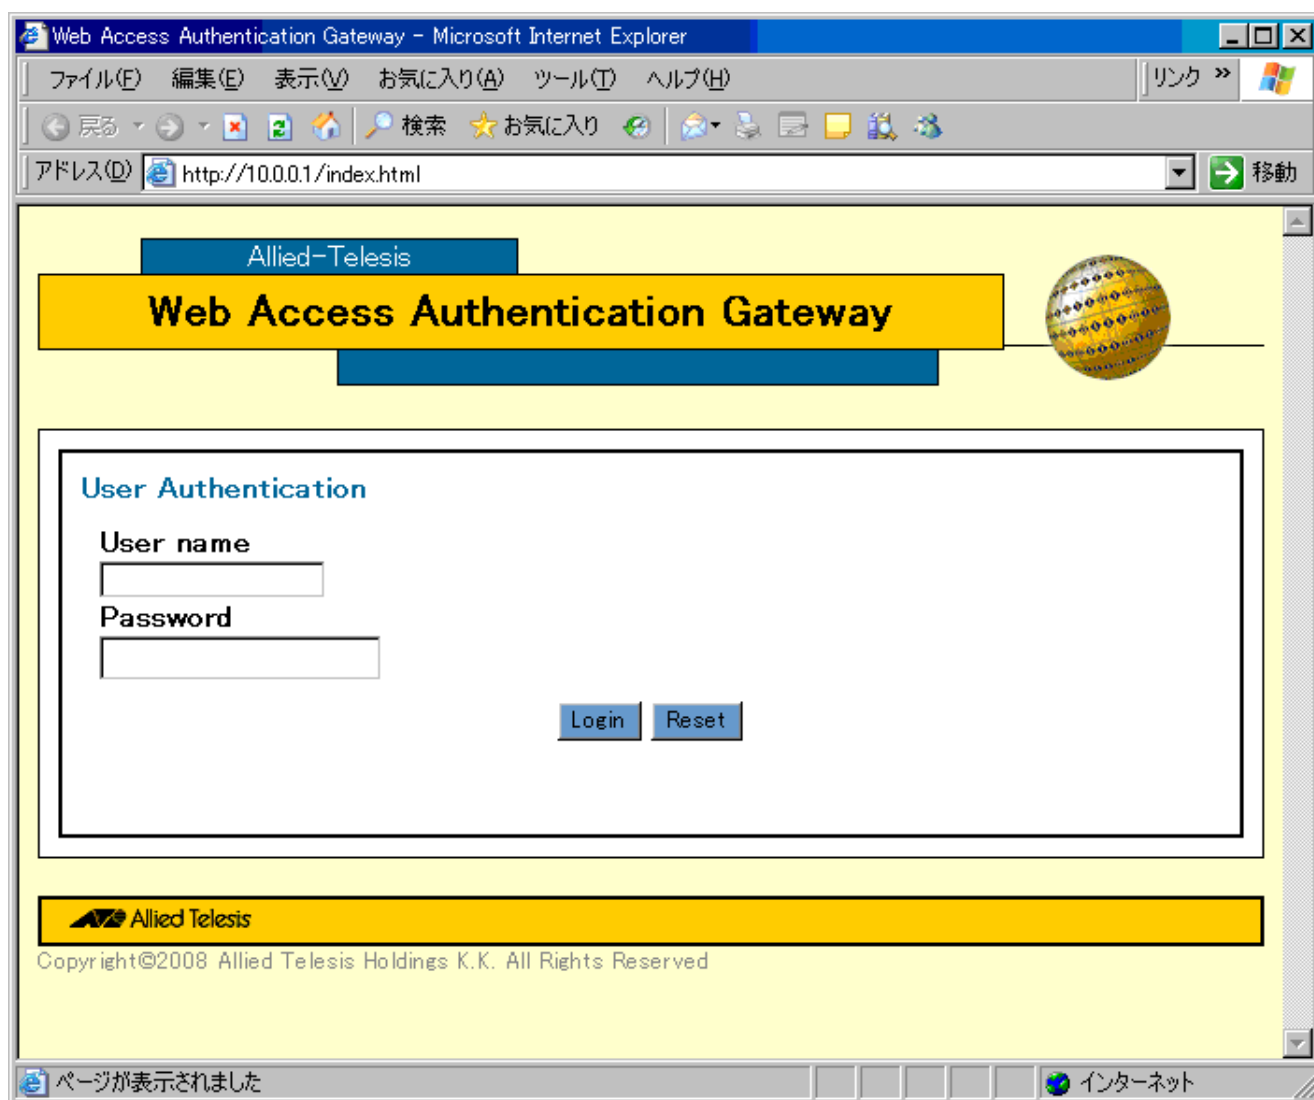 Web Access Authentication Gateway - Microsoft Internet Explorer
ファイル(F) 編集(E) 表示(V) お気に入り(A) ツール(T) ヘルプ(H) リンク »
戻る 検索 お気に入り
アドレス(D) http://10.0.0.1/index.html 移動
Allied-Telesis
Web Access Authentication Gateway
User Authentication
User name
Password
Login Reset
Allied Telesis
Copyright©2008 Allied Telesis Holdings K.K. All Rights Reserved
ページが表示されました インターネット